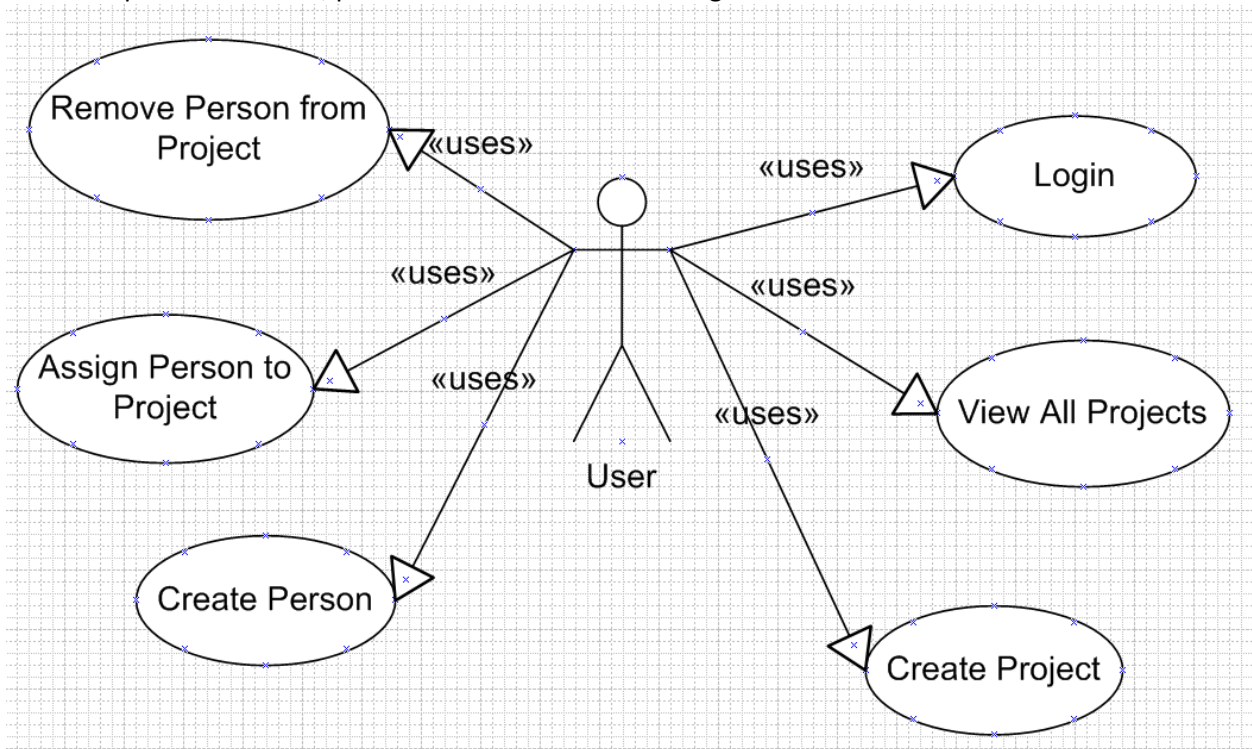 Remove Person from
Project
«uses»
«uses»
Login
«uses»
«uses»
Assign Person to
Project
«uses»
View All Projects
«uses»
User
Create Person
Create Project